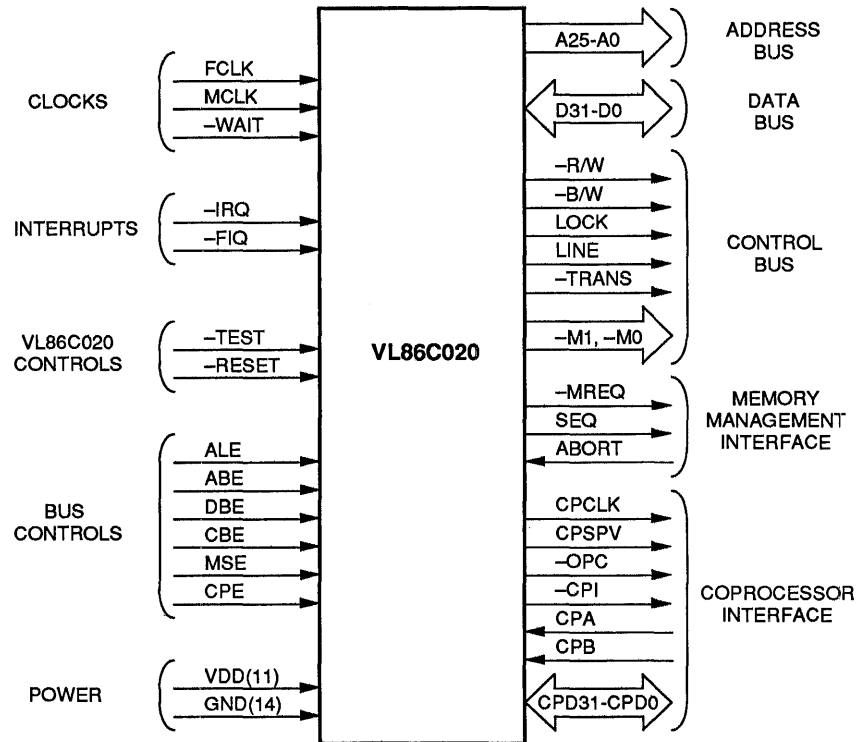 CLOCKS
FCLK
MCLK
–WAIT
INTERRUPTS
–IRQ
–FIQ
VL86C020
CONTROLS
–TEST
–RESET
BUS
CONTROLS
ALE
ABE
DBE
CBE
MSE
CPE
POWER
VDD(11)
GND(14)
VL86C020
A25-A0
ADDRESS
BUS
D31-D0
DATA
BUS
–R/W
–B/W
LOCK
LINE
–TRANS
–M1, –M0
CONTROL
BUS
–MREQ
SEQ
ABORT
MEMORY
MANAGEMENT
INTERFACE
CPCLK
CPSPV
–OPC
–CPI
CPA
CPB
CPD31-CPD0
COPROCESSOR
INTERFACE